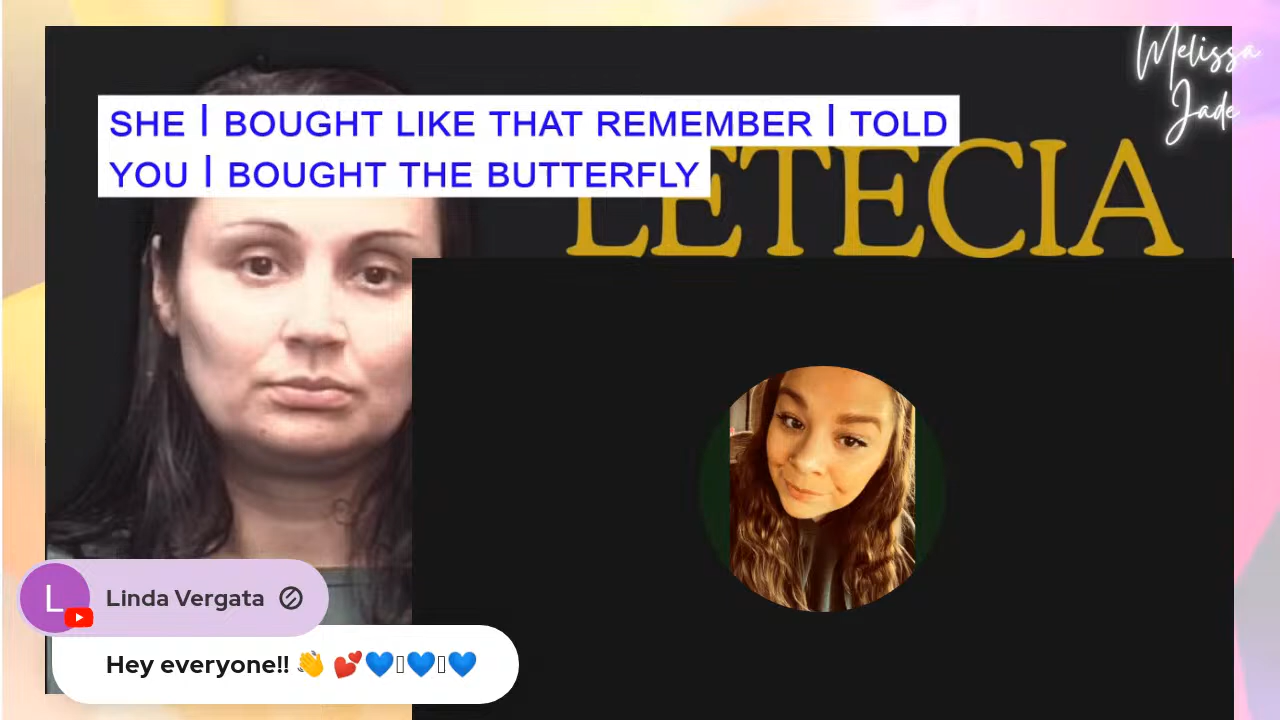 Melissa
Jade
SHE I BOUGHT LIKE THAT REMEMBER I TOLD
YOU I BOUGHT THE BUTTERFLY
LETECIA
L
Linda Vergata
Hey everyone!! 👋 💕💙▯💙▯💙